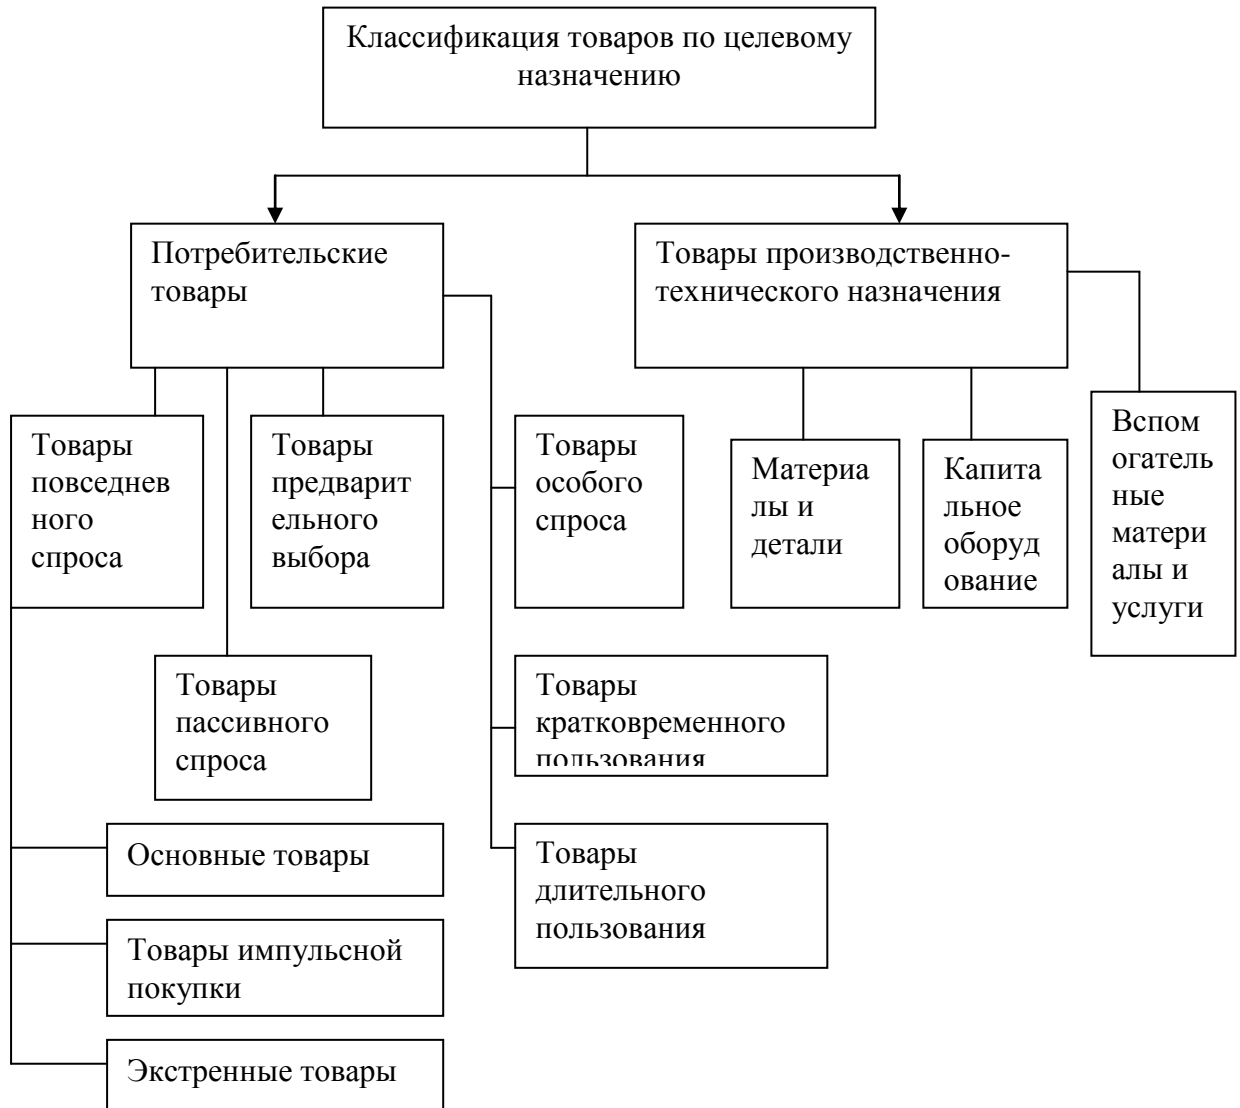 Классификация товаров по целевому
назначению
Потребительские
товары
Товары производственно-
технического назначения
Товары
повседнев
ного
спроса
Товары
предварит
ельного
выбора
Товары
особого
спроса
Материа
лы и
детали
Капита
льное
оборуд
ование
Вспом
огатель
ные
матери
алы и
услуги
Товары
пассивного
спроса
Товары
кратковременного
пользования
Основные товары
Товары
длительного
пользования
Товары импульсной
покупки
Экстренные товары